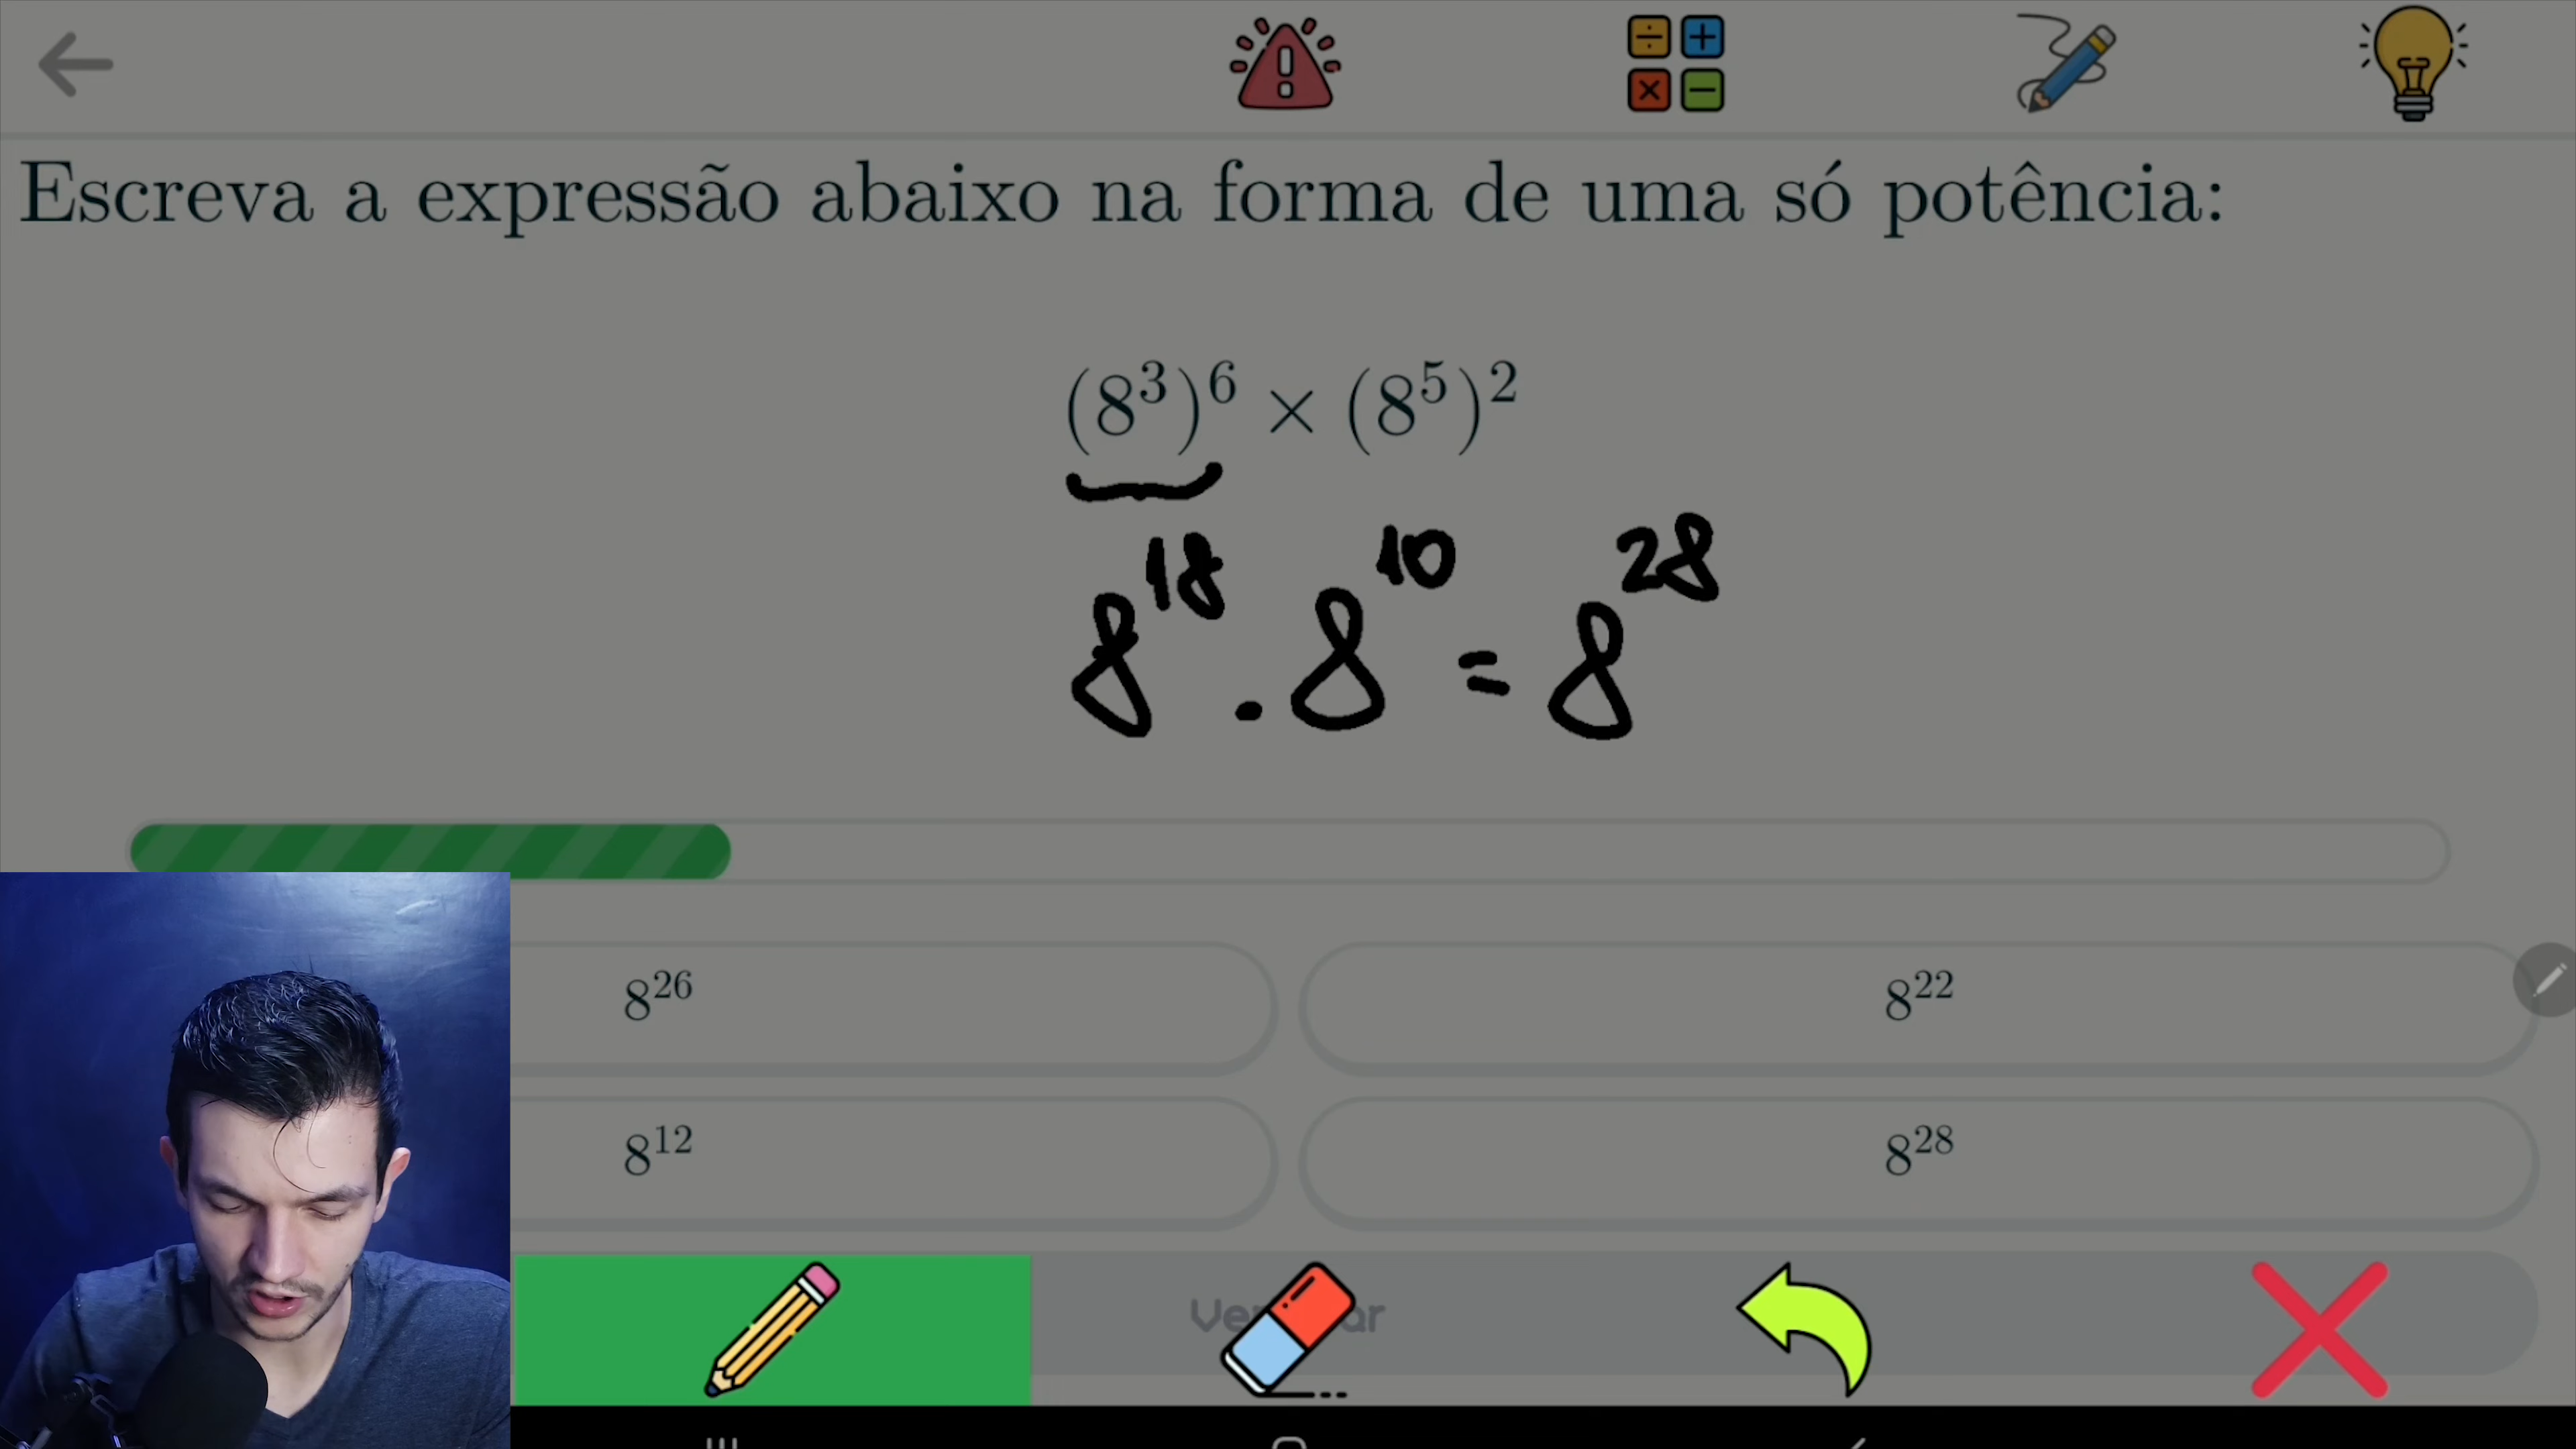 Escreva a expressão abaixo na forma de uma só potência:
(8³)⁶ × (8⁵)²
8¹⁸ . 8¹⁰ = 8²⁸
8²⁶
8²²
8¹²
8²⁸